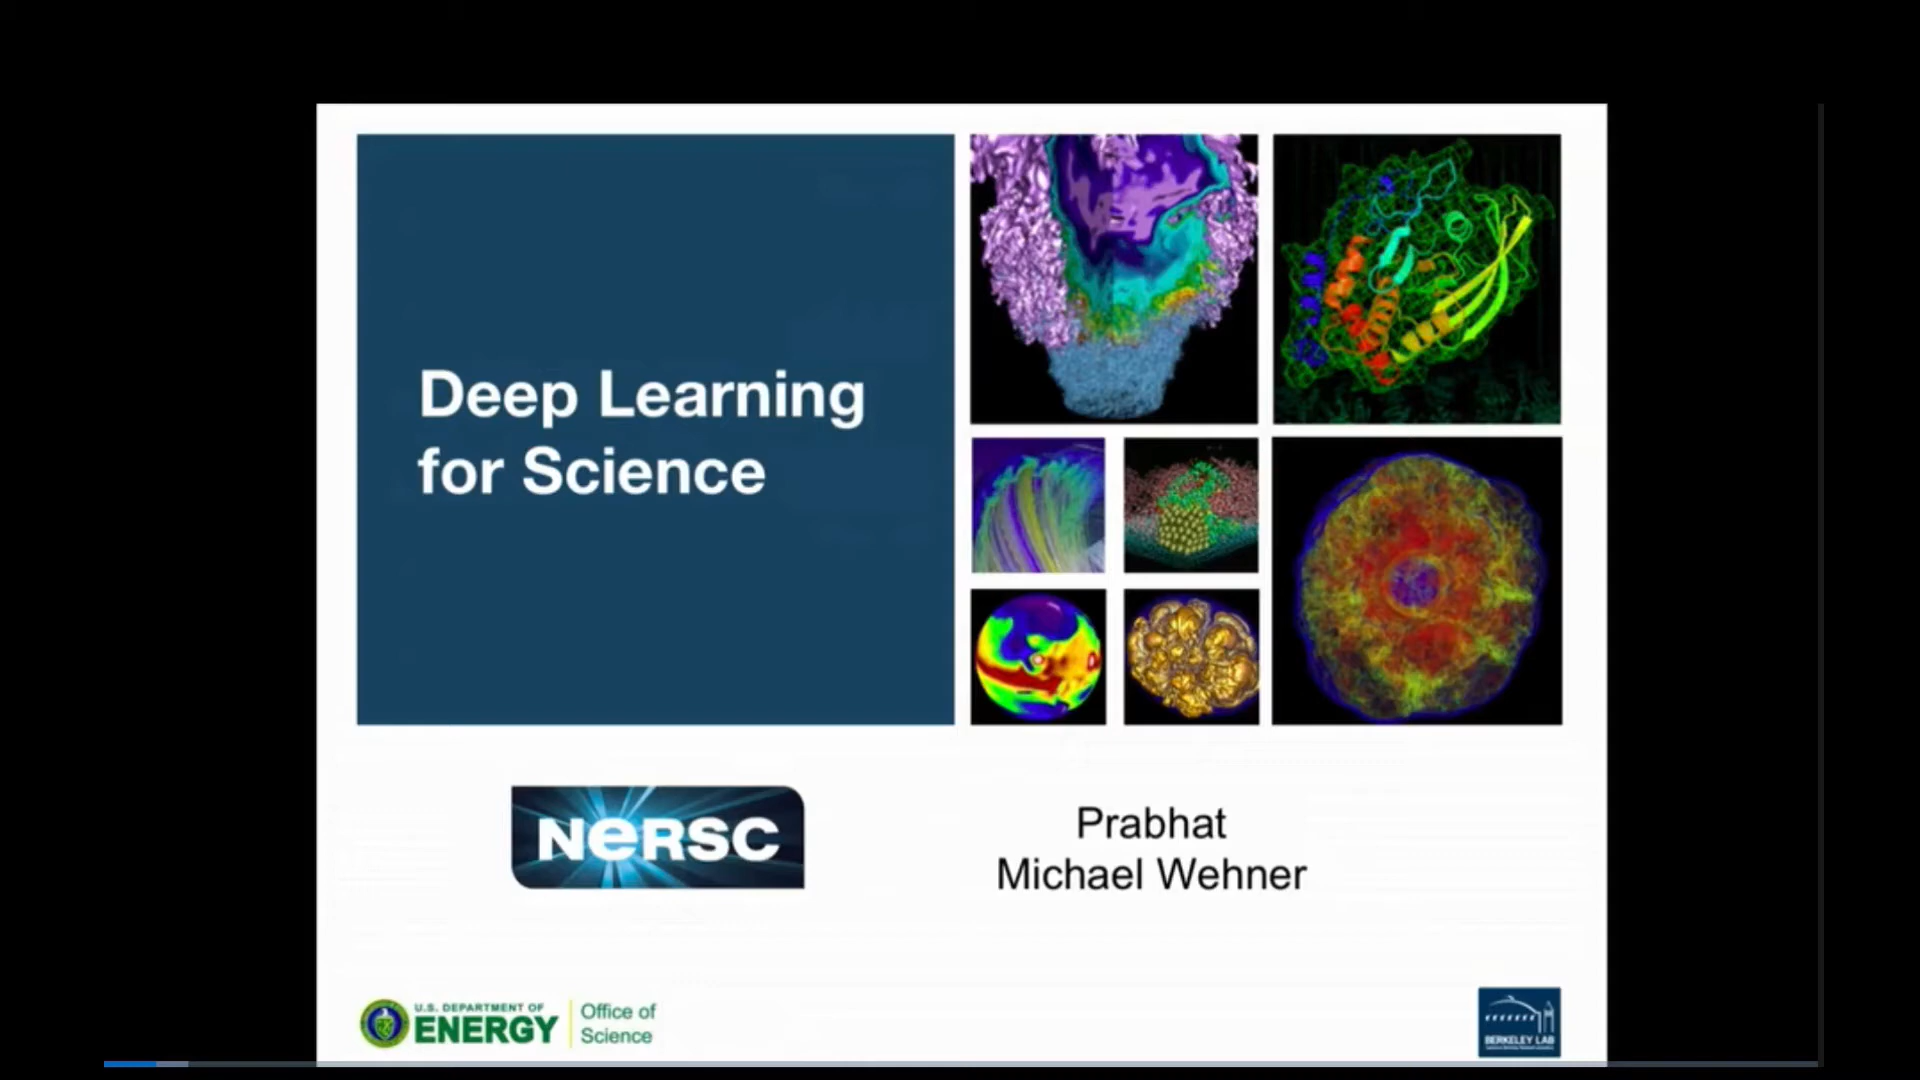 Deep Learning
for Science
NERSC
Prabhat
Michael Wehner
U.S. DEPARTMENT OF
ENERGY
Office of
Science
BERKELEY LAB